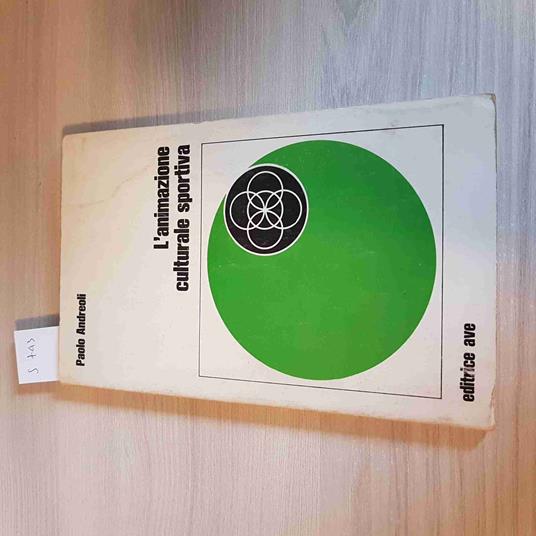 Paolo Andreoli
L'animazione
culturale sportiva
editrice ave